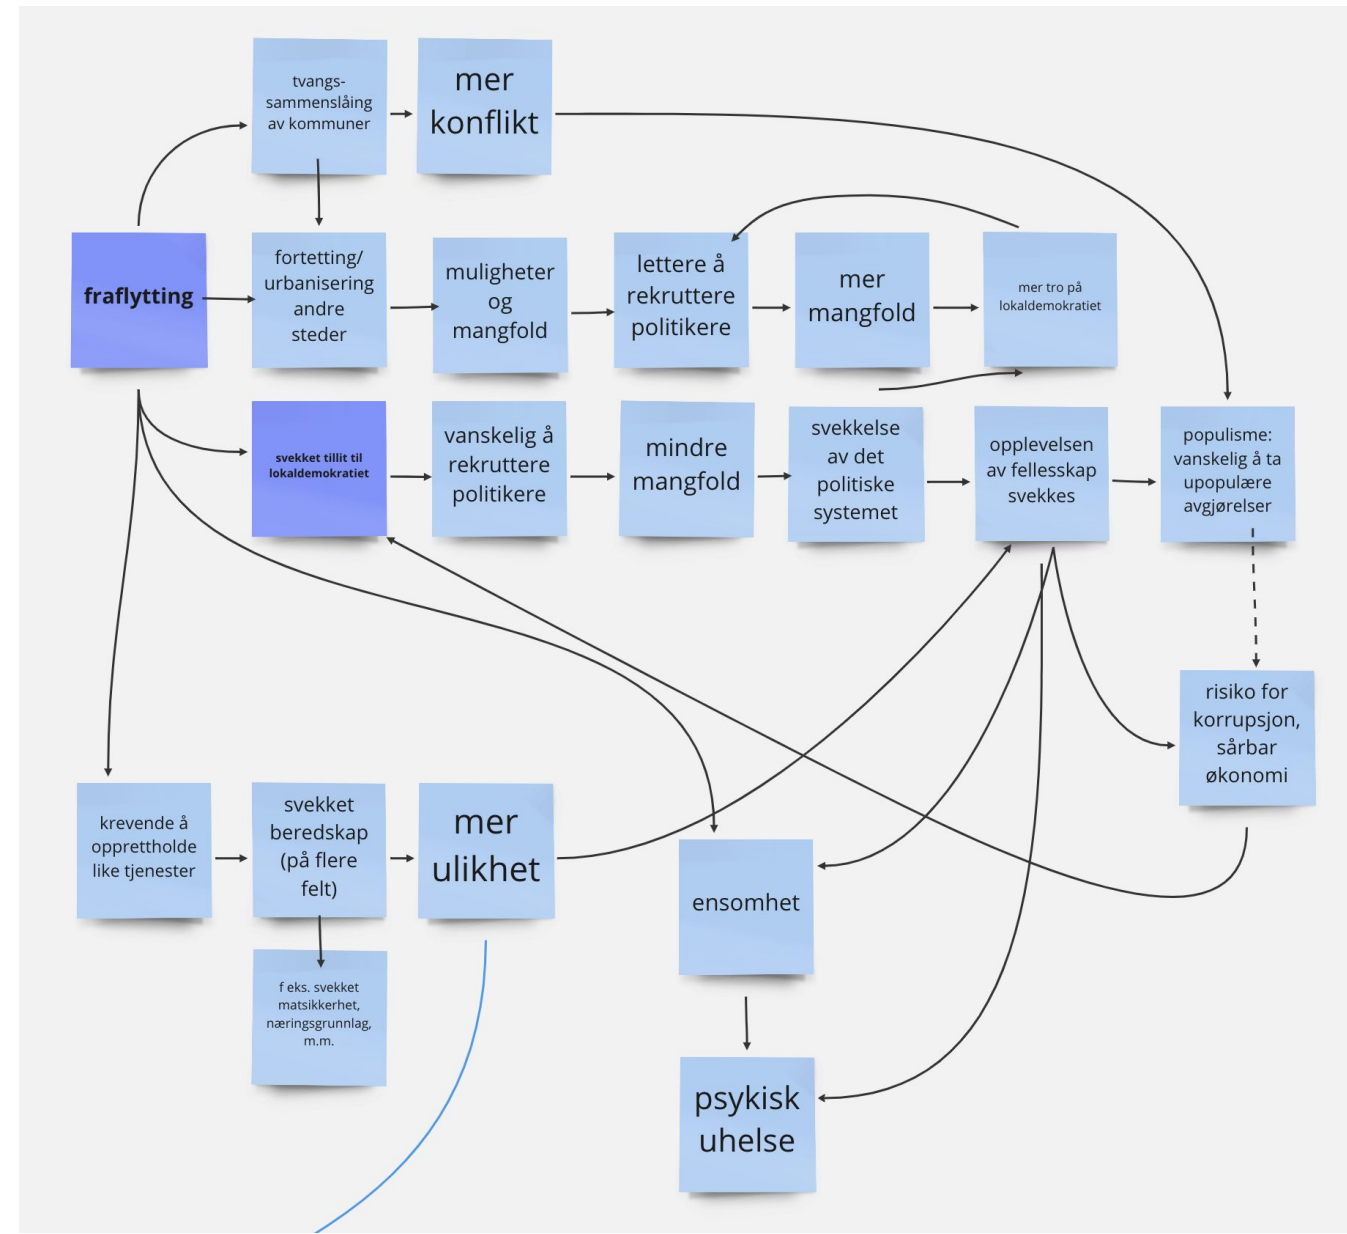 tvangs-
sammenslåing
av kommuner
mer
konflikt
fraflytting
fortetting/
urbanisering
andre
steder
muligheter
og
mangfold
lettere å
rekruttere
politikere
mer
mangfold
mer tro på
lokaldemokratiet
svekket tillit til
lokaldemokratiet
vanskelig å
rekruttere
politikere
mindre
mangfold
svekkelse
av det
politiske
systemet
opplevelsen
av fellesskap
svekkes
populisme:
vanskelig å ta
upopulære
avgjørelser
risiko for
korrupsjon,
sårbar
økonomi
krevende å
opprettholde
like tjenester
svekket
beredskap
(på flere
felt)
mer
ulikhet
ensomhet
f eks. svekket
matsikkerhet,
næringsgrunnlag,
m.m.
psykisk
uhelse